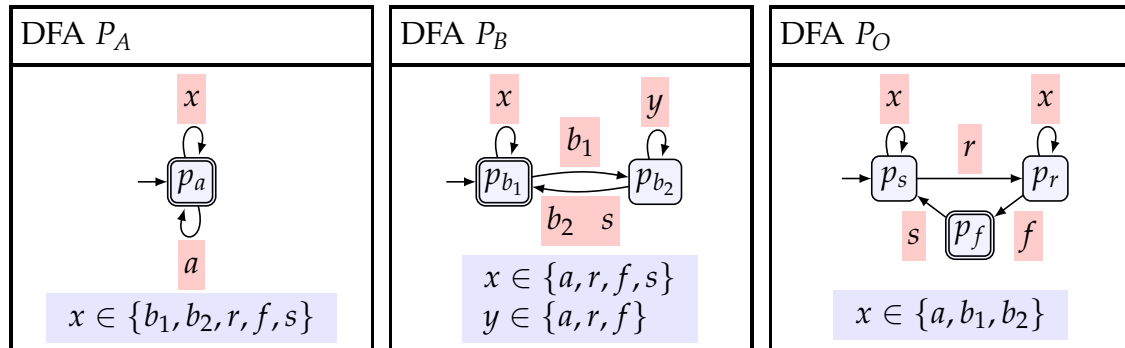 DFA P_A
x
p_a
a
x ∈ {b_1, b_2, r, f, s}
DFA P_B
x y
b_1
p_{b_1} p_{b_2}
b_2 s
x ∈ {a, r, f, s}
y ∈ {a, r, f}
DFA P_O
x x
r
p_s p_r
s p_f f
x ∈ {a, b_1, b_2}